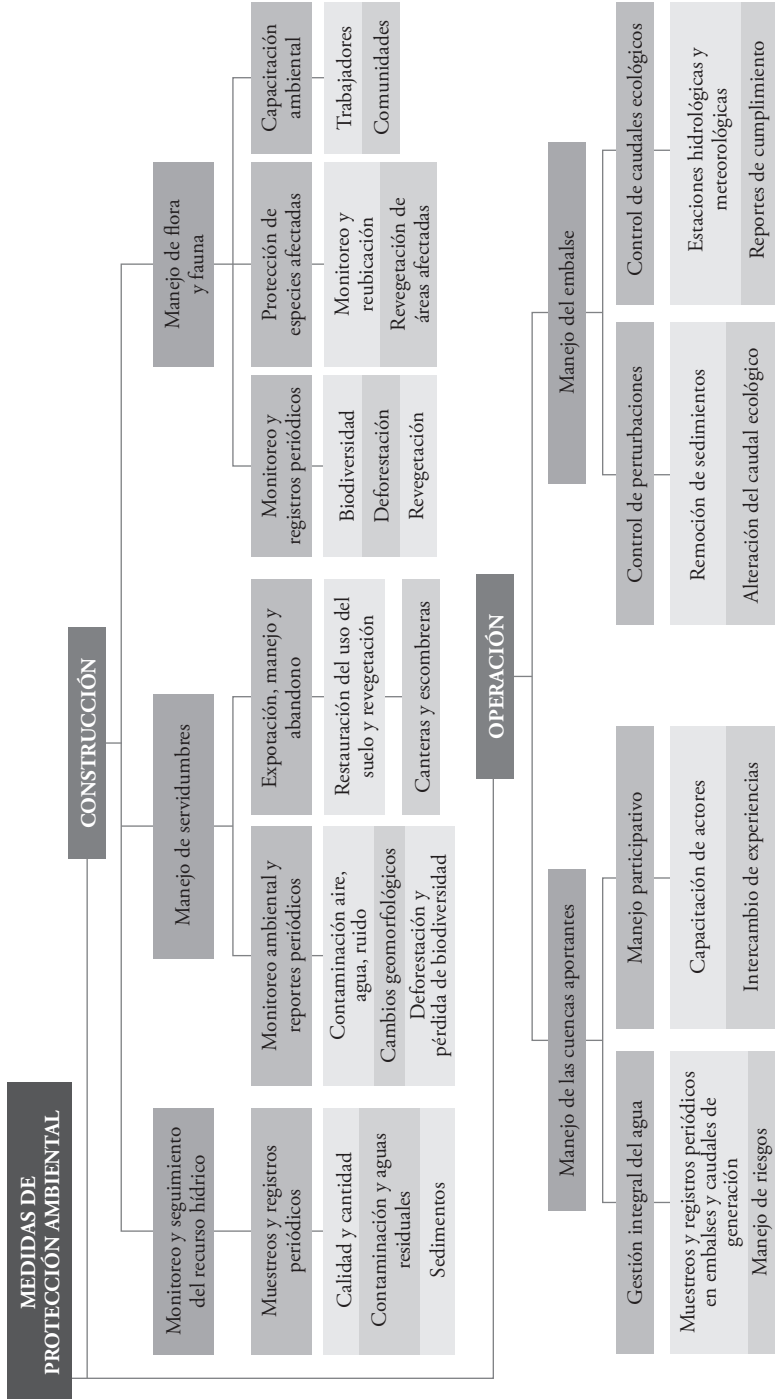 MEDIDAS DE
PROTECCIÓN AMBIENTAL
CONSTRUCCIÓN
Monitoreo y seguimiento
del recurso hídrico
Muestreos y registros
periódicos
Calidad y cantidad
Contaminación y aguas
residuales
Sedimentos
Manejo de servidumbres
Monitoreo ambiental y
reportes periódicos
Contaminación aire,
agua, ruido
Cambios geomorfológicos
Deforestación y
pérdida de biodiversidad
Expotación, manejo y
abandono
Restauración del uso del
suelo y revegetación
Canteras y escombreras
Manejo de flora
y fauna
Monitoreo y
registros periódicos
Biodiversidad
Deforestación
Revegetación
Protección de
especies afectadas
Monitoreo y
reubicación
Revegetación de
áreas afectadas
Capacitación
ambiental
Trabajadores
Comunidades
OPERACIÓN
Manejo de las cuencas aportantes
Gestión integral del agua
Muestreos y registros periódicos
en embalses y caudales de
generación
Manejo de riesgos
Manejo participativo
Capacitación de actores
Intercambio de experiencias
Manejo del embalse
Control de perturbaciones
Remoción de sedimentos
Alteración del caudal ecológico
Control de caudales ecológicos
Estaciones hidrológicas y
meteorológicas
Reportes de cumplimiento